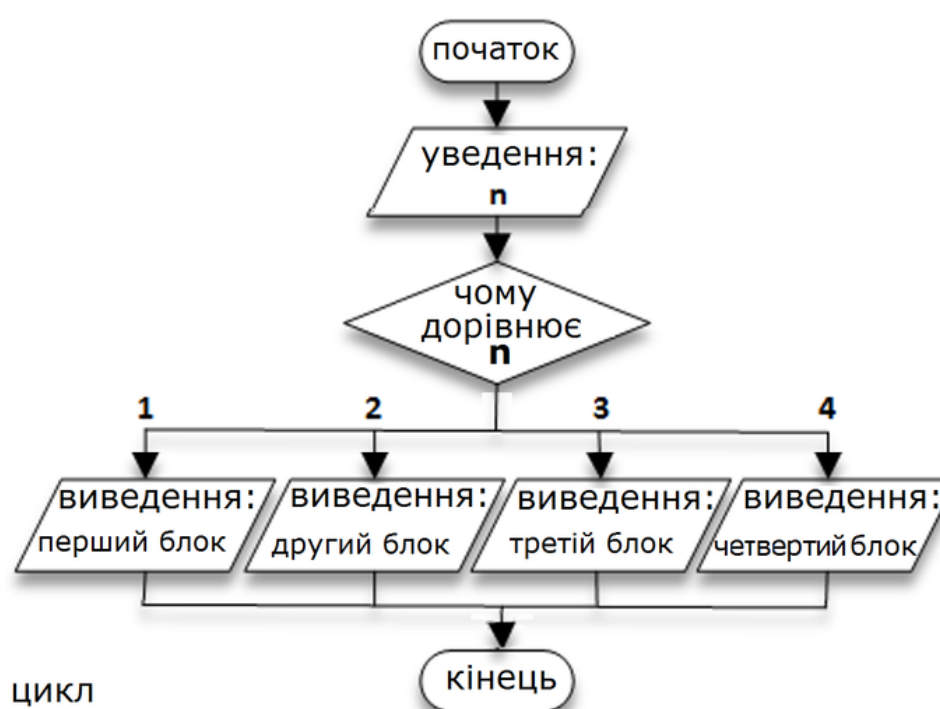 початок
уведення:
n
чому
дорівнює
n
1 2 3 4
виведення: виведення: виведення: виведення:
перший блок другий блок третій блок четвертий блок
кінець
цикл